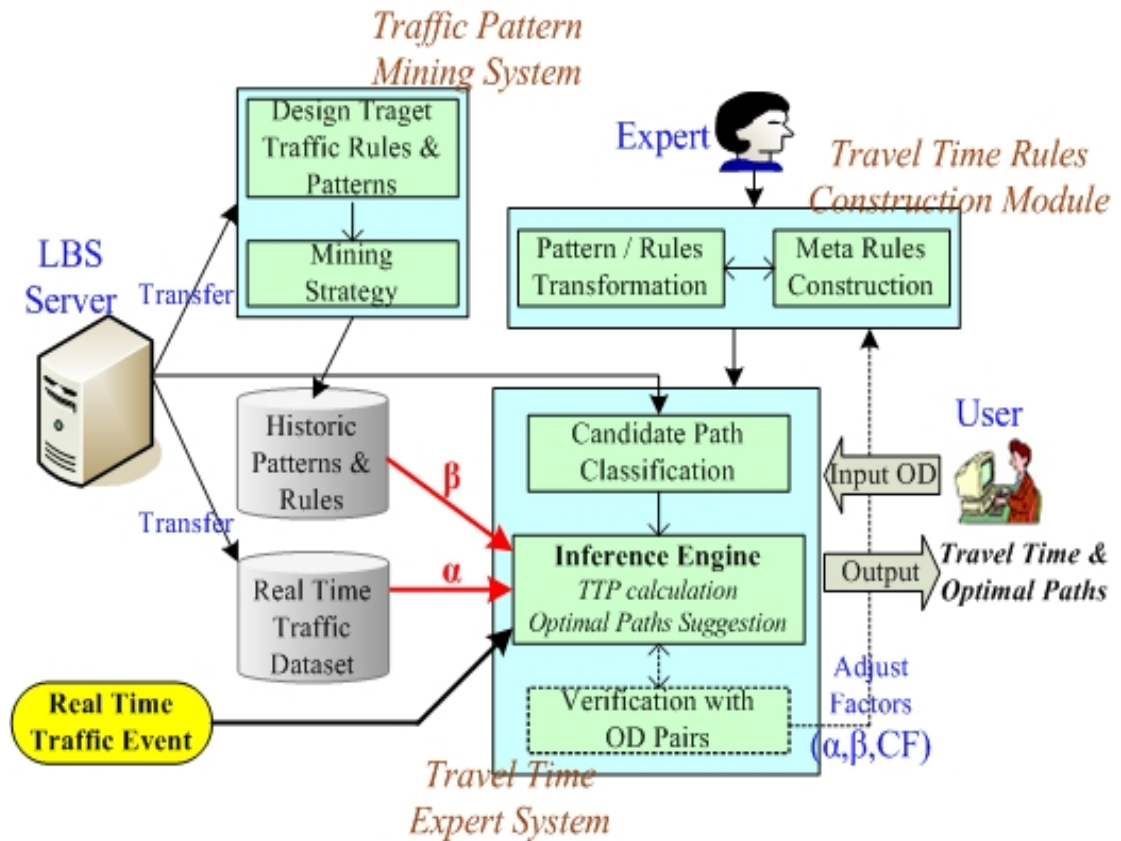 Traffic Pattern
Mining System
Design Traget
Traffic Rules &
Patterns
Mining
Strategy
Expert
Travel Time Rules
Construction Module
Pattern / Rules
Transformation
Meta Rules
Construction
LBS
Server
Transfer
Transfer
Historic
Patterns &
Rules
β
Real Time
Traffic
Dataset
α
Real Time
Traffic Event
Candidate Path
Classification
Inference Engine
TTP calculation
Optimal Paths Suggestion
Verification with
OD Pairs
Travel Time
Expert System
User
Input OD
Output
Travel Time &
Optimal Paths
Adjust
Factors
(α,β,CF)